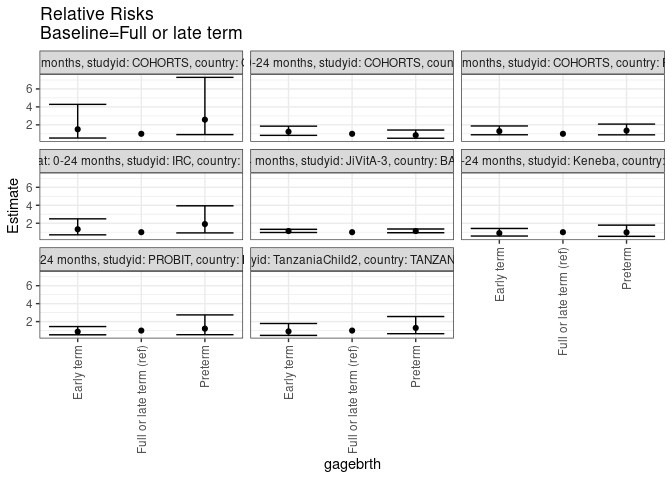 Relative Risks
Baseline=Full or late term
months, studyid: COHORTS, country:
0-24 months, studyid: COHORTS, coun
months, studyid: COHORTS, country:
6
4
2
at: 0-24 months, studyid: IRC, country:
months, studyid: JiVitA-3, country: BA
-24 months, studyid: Keneba, country:
6
4
2
24 months, studyid: PROBIT, country:
yid: TanzaniaChild2, country: TANZAN
6
4
2
Estimate
Early term
Full or late term (ref)
Preterm
Early term
Full or late term (ref)
Preterm
Early term
Full or late term (ref)
Preterm
gagebrth